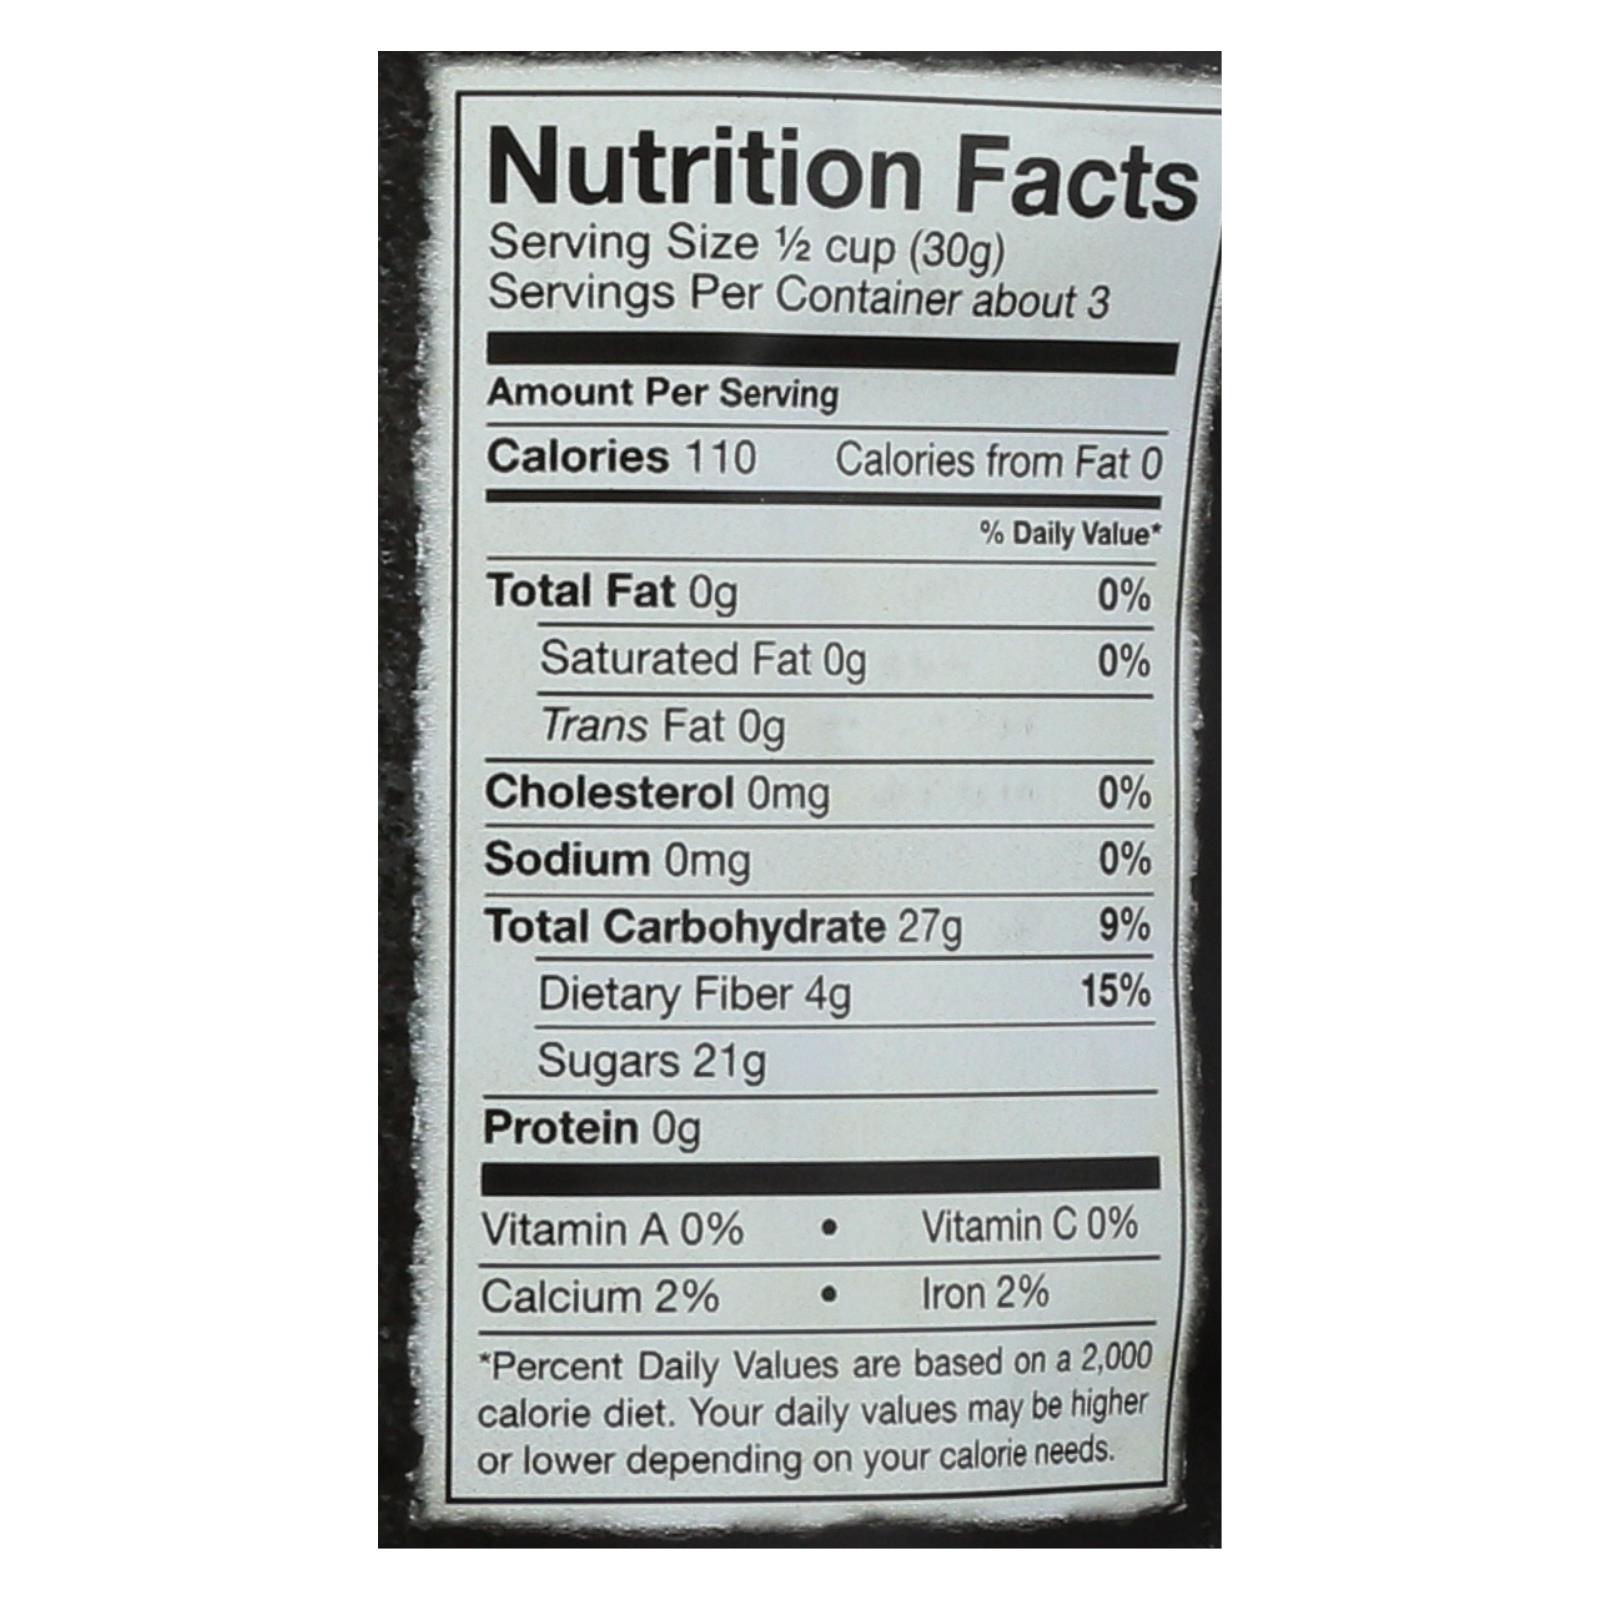 Nutrition Facts
Serving Size ½ cup (30g)
Servings Per Container about 3
Amount Per Serving
Calories 110 Calories from Fat 0
% Daily Value*
Total Fat 0g 0%
Saturated Fat 0g 0%
Trans Fat 0g
Cholesterol 0mg 0%
Sodium 0mg 0%
Total Carbohydrate 27g 9%
Dietary Fiber 4g 15%
Sugars 21g
Protein 0g
Vitamin A 0% • Vitamin C 0%
Calcium 2% • Iron 2%
*Percent Daily Values are based on a 2,000
calorie diet. Your daily values may be higher
or lower depending on your calorie needs.